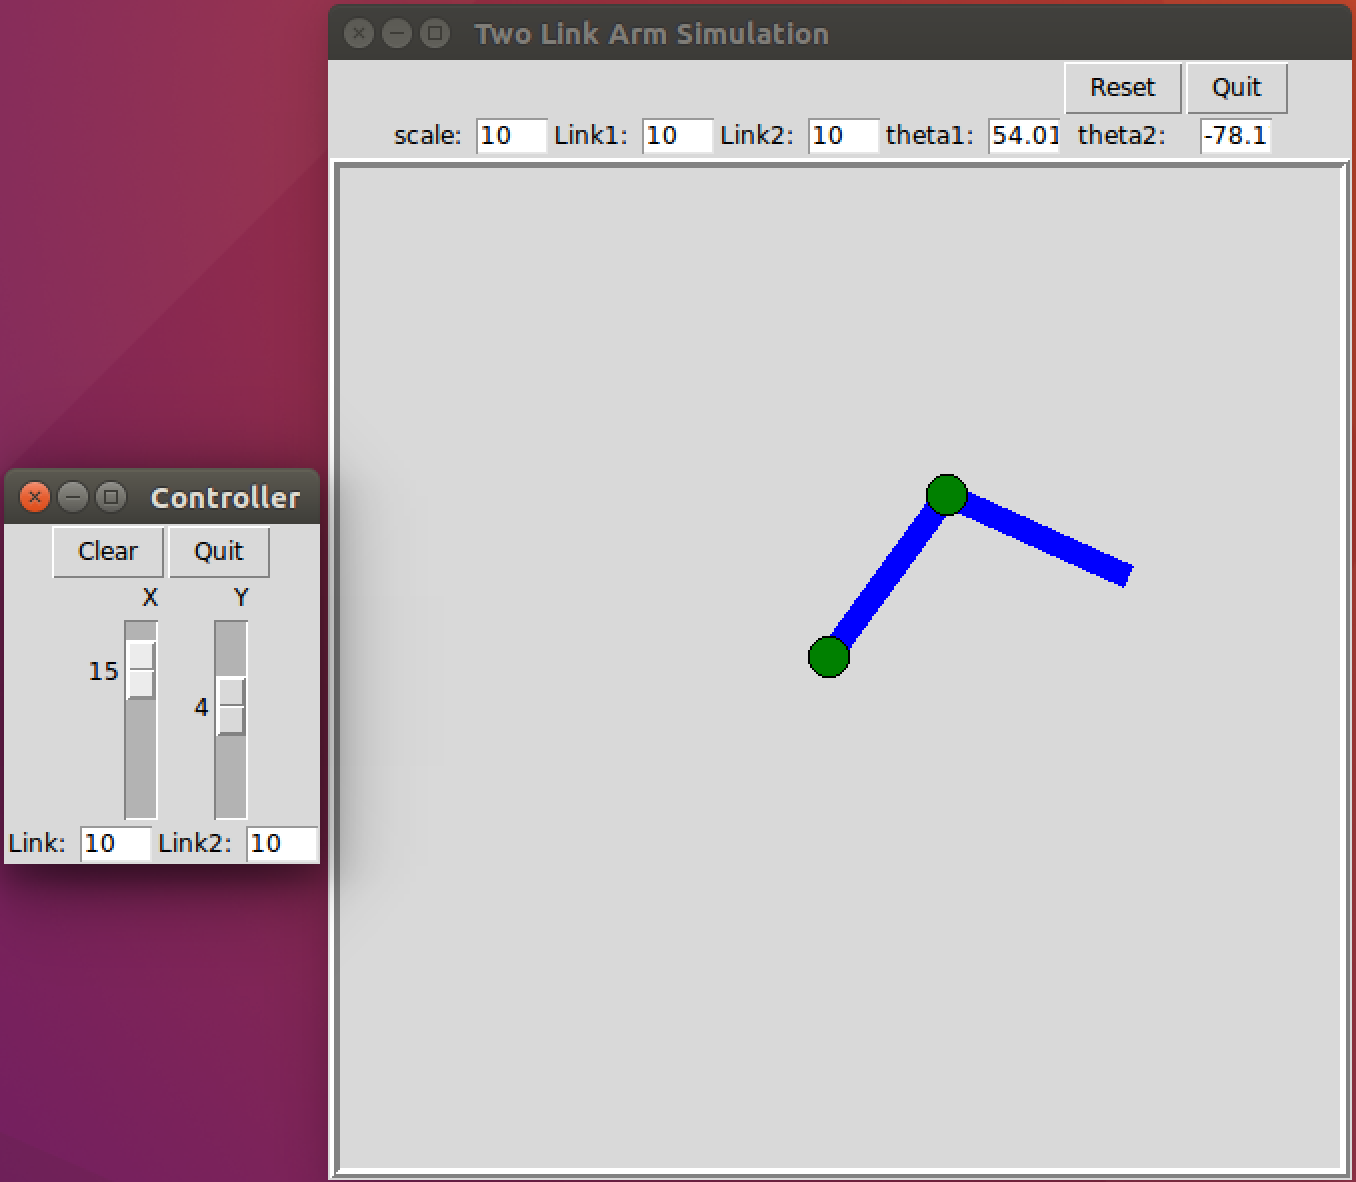 Two Link Arm Simulation
Reset Quit
scale: 10 Link1: 10 Link2: 10 theta1: 54.01 theta2: -78.1
Controller
Clear Quit
X Y
15
4
Link: 10 Link2: 10